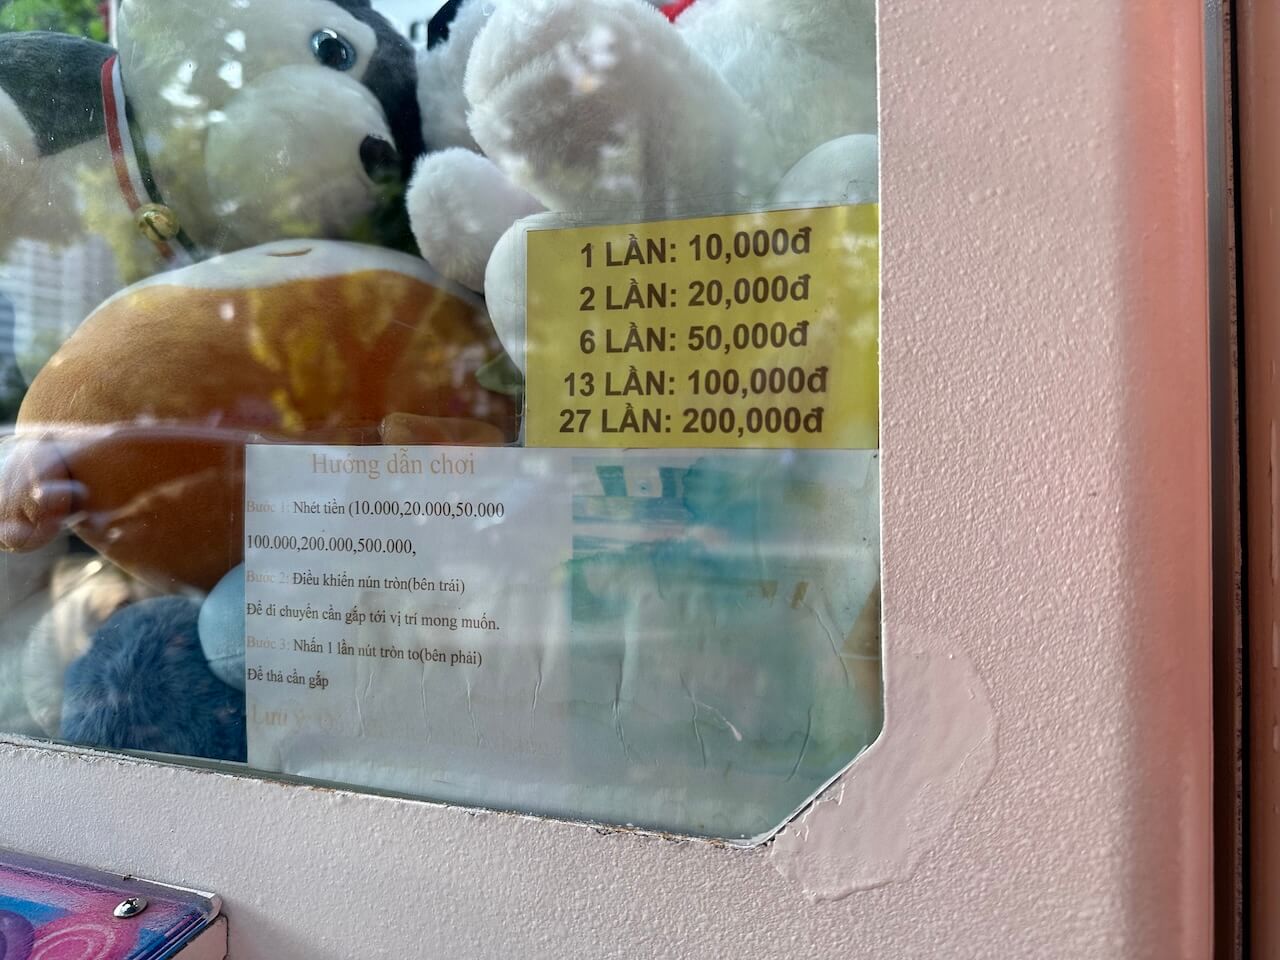 1 LẦN: 10,000đ
2 LẦN: 20,000đ
6 LẦN: 50,000đ
13 LẦN: 100,000đ
27 LẦN: 200,000đ
Hướng dẫn chơi
Bước 1: Nhét tiền (10.000,20.000,50.000
100.000,200.000,500.000,
Bước 2: Điều khiển nún tròn(bên trái)
Để di chuyển cần gắp tới vị trí mong muốn.
Bước 3: Nhấn 1 lần nút tròn to(bên phải)
Để thả cần gắp
Lưu ý: